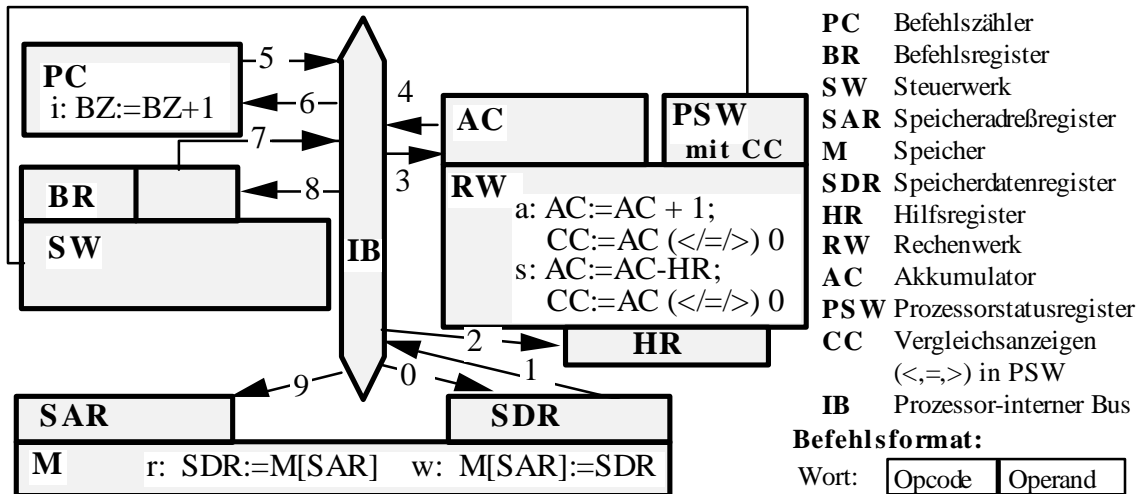 PC
i: BZ:=BZ+1
5
6
7
8
BR
SW
IB
4
3
AC
PSW
mit CC
RW
a: AC:=AC + 1;
CC:=AC (</=/>) 0
s: AC:=AC-HR;
CC:=AC (</=/>) 0
2
HR
1
0
9
SAR
SDR
M r: SDR:=M[SAR] w: M[SAR]:=SDR
PC Befehlszähler
BR Befehlsregister
SW Steuerwerk
SAR Speicheradreßregister
M Speicher
SDR Speicherdatenregister
HR Hilfsregister
RW Rechenwerk
AC Akkumulator
PSW Prozessorstatusregister
CC Vergleichsanzeigen
(<,=,>) in PSW
IB Prozessor-interner Bus
Befehlsformat:
Wort: Opcode Operand